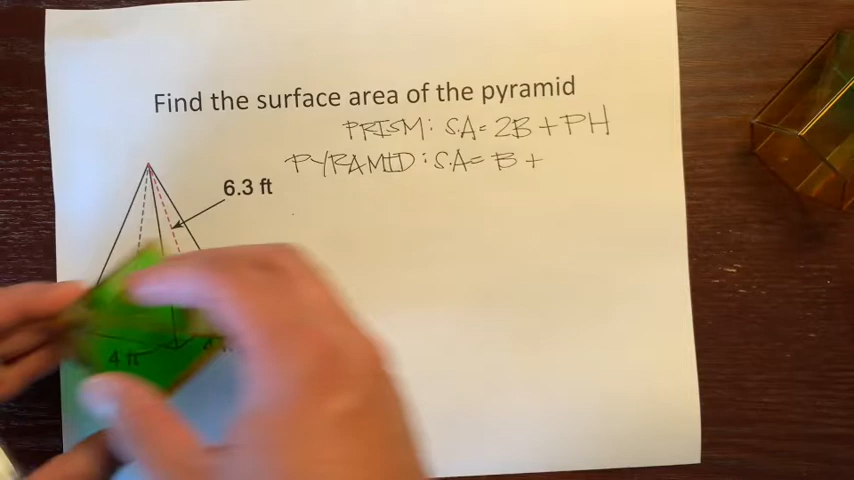 Find the surface area of the pyramid
PRISM: S.A= 2B + PH
PYRAMID: S.A= B +
6.3 ft
4 ft